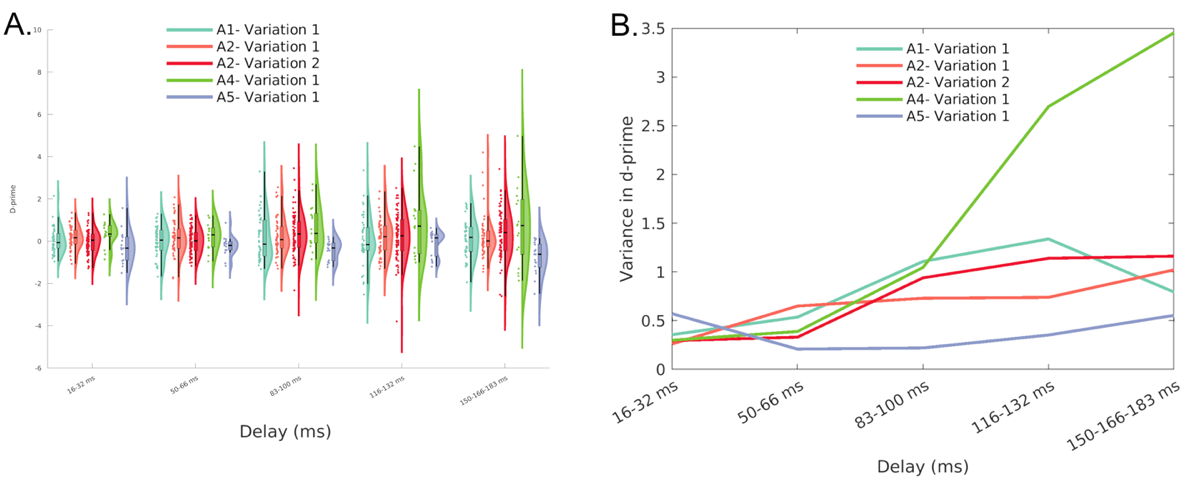 A.
A1- Variation 1
A2- Variation 1
A2- Variation 2
A4- Variation 1
A5- Variation 1
10
8
6
4
2
0
-2
-4
-6
D-prime
16-32 ms
50-66 ms
83-100 ms
116-132 ms
150-166-183 ms
Delay (ms)
B.
A1- Variation 1
A2- Variation 1
A2- Variation 2
A4- Variation 1
A5- Variation 1
3.5
3
2.5
2
1.5
1
0.5
0
Variance in d-prime
16-32 ms
50-66 ms
83-100 ms
116-132 ms
150-166-183 ms
Delay (ms)